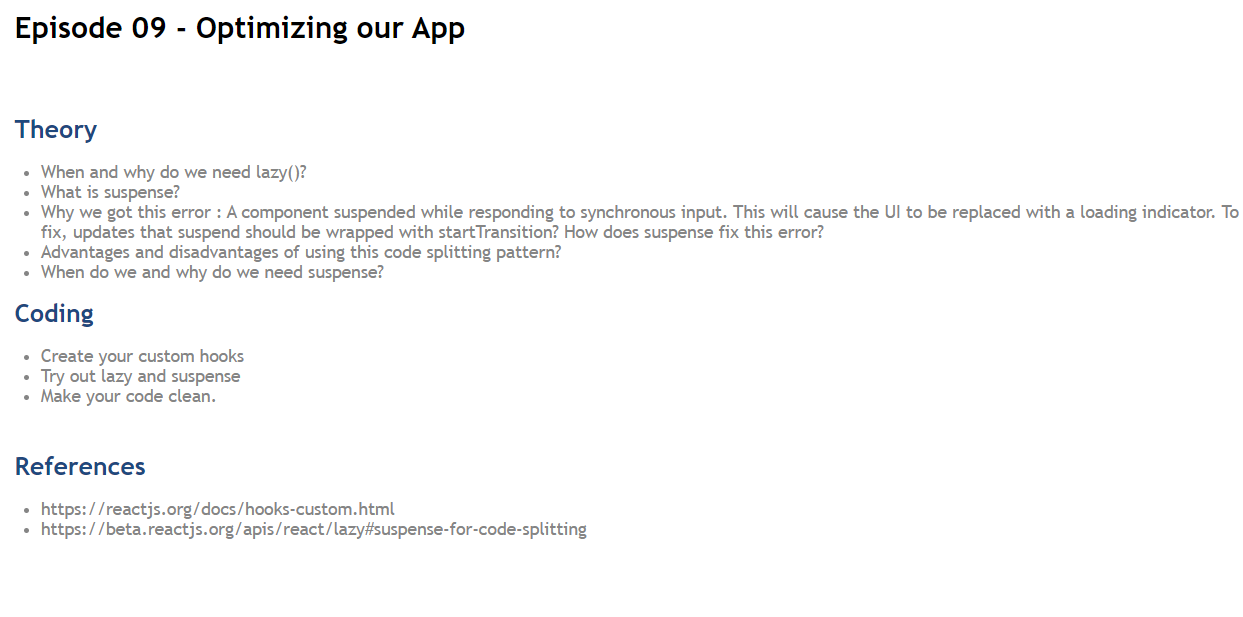 Episode 09 - Optimizing our App
Theory
• When and why do we need lazy()?
• What is suspense?
• Why we got this error : A component suspended while responding to synchronous input. This will cause the UI to be replaced with a loading indicator. To
fix, updates that suspend should be wrapped with startTransition? How does suspense fix this error?
• Advantages and disadvantages of using this code splitting pattern?
• When do we and why do we need suspense?
Coding
• Create your custom hooks
• Try out lazy and suspense
• Make your code clean.
References
• https://reactjs.org/docs/hooks-custom.html
• https://beta.reactjs.org/apis/react/lazy#suspense-for-code-splitting